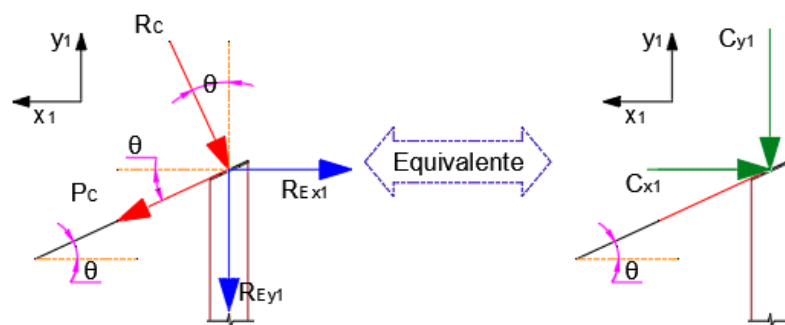 y1
x1
Rc
θ
θ
Pc
REx1
REy1
θ
Equivalente
y1
x1
Cy1
Cx1
θ